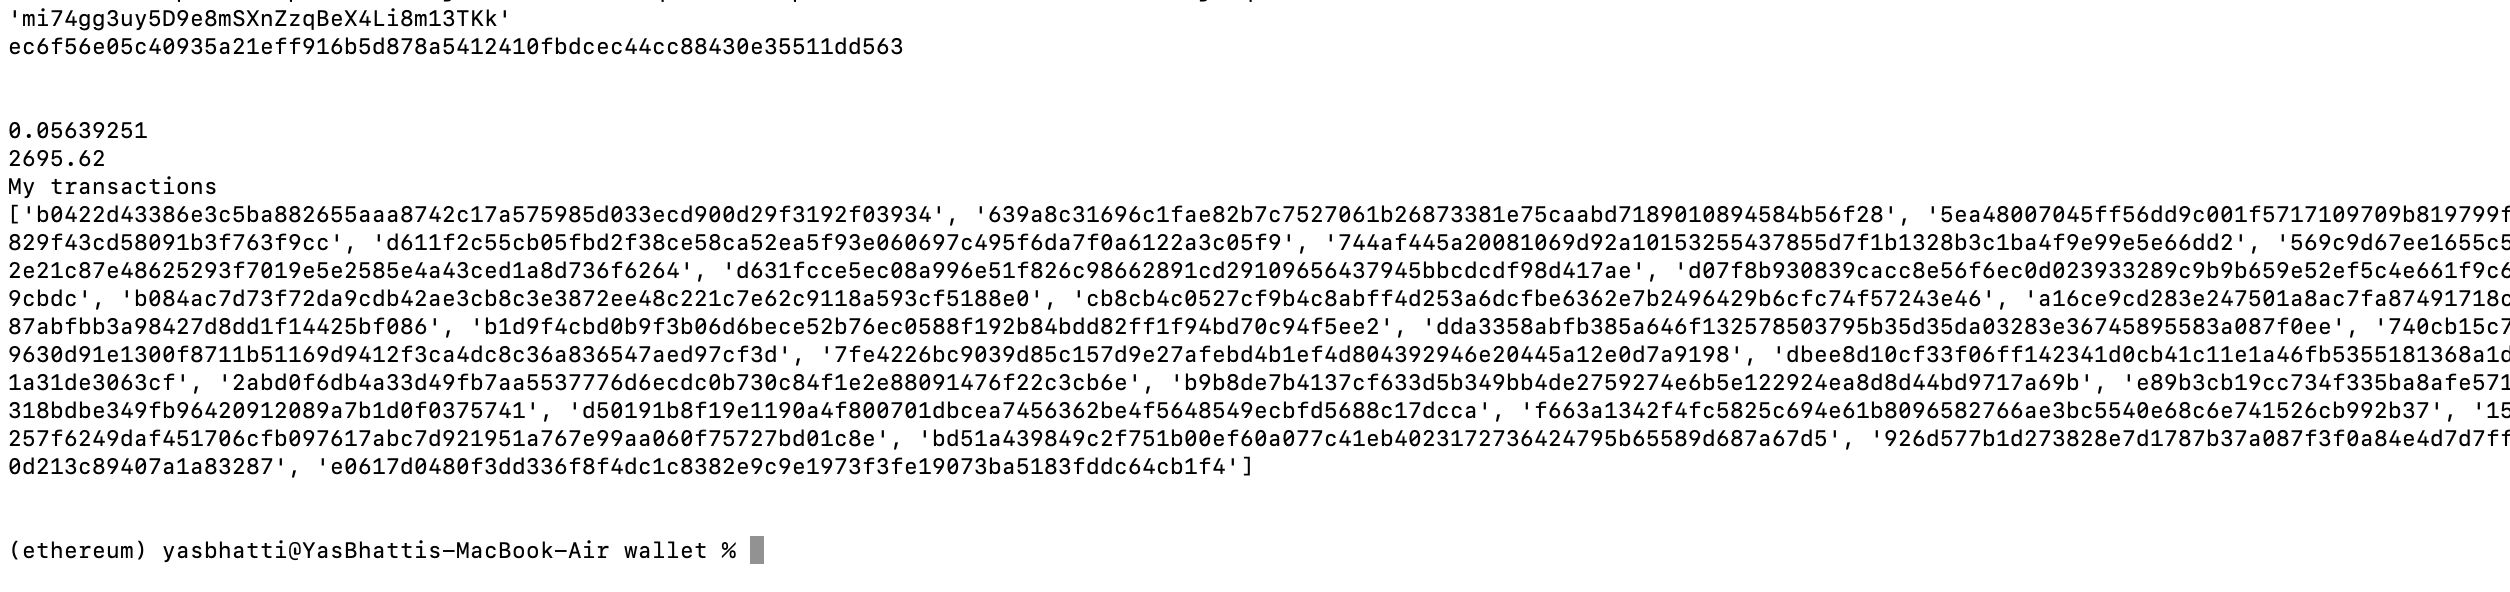 'mi74gg3uy5D9e8mSXnZzqBeX4Li8m13TKk'
ec6f56e05c40935a21eff916b5d878a5412410fbdcec44cc88430e35511dd563
0.05639251
2695.62
My transactions
['b0422d43386e3c5ba882655aaa8742c17a575985d033ecd900d29f3192f03934', '639a8c31696c1fae82b7c7527061b26873381e75caabd7189010894584b56f28', '5ea48007045ff56dd9c001f5717109709b819799f
829f43cd58091b3f763f9cc', 'd611f2c55cb05fbd2f38ce58ca52ea5f93e060697c495f6da7f0a6122a3c05f9', '744af445a20081069d92a10153255437855d7f1b1328b3c1ba4f9e99e5e66dd2', '569c9d67ee1655c5
2e21c87e48625293f7019e5e2585e4a43ced1a8d736f6264', 'd631fcce5ec08a996e51f826c98662891cd29109656437945bbcdcdf98d417ae', 'd07f8b930839cacc8e56f6ec0d023933289c9b9b659e52ef5c4e661f9c6
9cbdc', 'b084ac7d73f72da9cdb42ae3cb8c3e3872ee48c221c7e62c9118a593cf5188e0', 'cb8cb4c0527cf9b4c8abff4d253a6dcfbe6362e7b2496429b6cfc74f57243e46', 'a16ce9cd283e247501a8ac7fa87491718c
87abfbb3a98427d8dd1f14425bf086', 'b1d9f4cbd0b9f3b06d6bece52b76ec0588f192b84bdd82ff1f94bd70c94f5ee2', 'dda3358abfb385a646f132578503795b35d35da03283e36745895583a087f0ee', '740cb15c7
9630d91e1300f8711b51169d9412f3ca4dc8c36a836547aed97cf3d', '7fe4226bc9039d85c157d9e27afebd4b1ef4d804392946e20445a12e0d7a9198', 'dbee8d10cf33f06ff142341d0cb41c11e1a46fb5355181368a1d
1a31de3063cf', '2abd0f6db4a33d49fb7aa5537776d6ecdc0b730c84f1e2e88091476f22c3cb6e', 'b9b8de7b4137cf633d5b349bb4de2759274e6b5e122924ea8d8d44bd9717a69b', 'e89b3cb19cc734f335ba8afe571
318bdbe349fb96420912089a7b1d0f0375741', 'd50191b8f19e1190a4f800701dbcea7456362be4f5648549ecbfd5688c17dcca', 'f663a1342f4fc5825c694e61b8096582766ae3bc5540e68c6e741526cb992b37', '15
257f6249daf451706cfb097617abc7d921951a767e99aa060f75727bd01c8e', 'bd51a439849c2f751b00ef60a077c41eb4023172736424795b65589d687a67d5', '926d577b1d273828e7d1787b37a087f3f0a84e4d7d7ff
0d213c89407a1a83287', 'e0617d0480f3dd336f8f4dc1c8382e9c9e1973f3fe19073ba5183fddc64cb1f4']
(ethereum) yasbhatti@YasBhattis-MacBook-Air wallet %